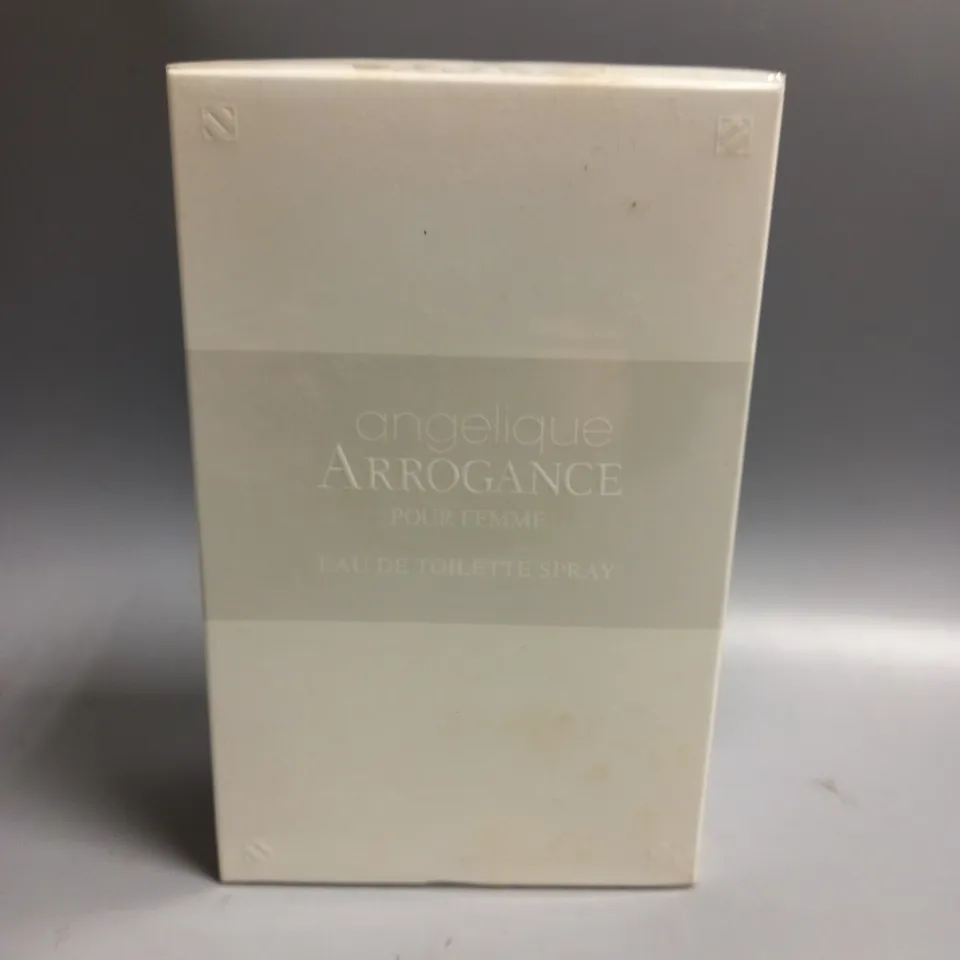 angelique
ARROGANCE
POUR FEMME
EAU DE TOILETTE SPRAY